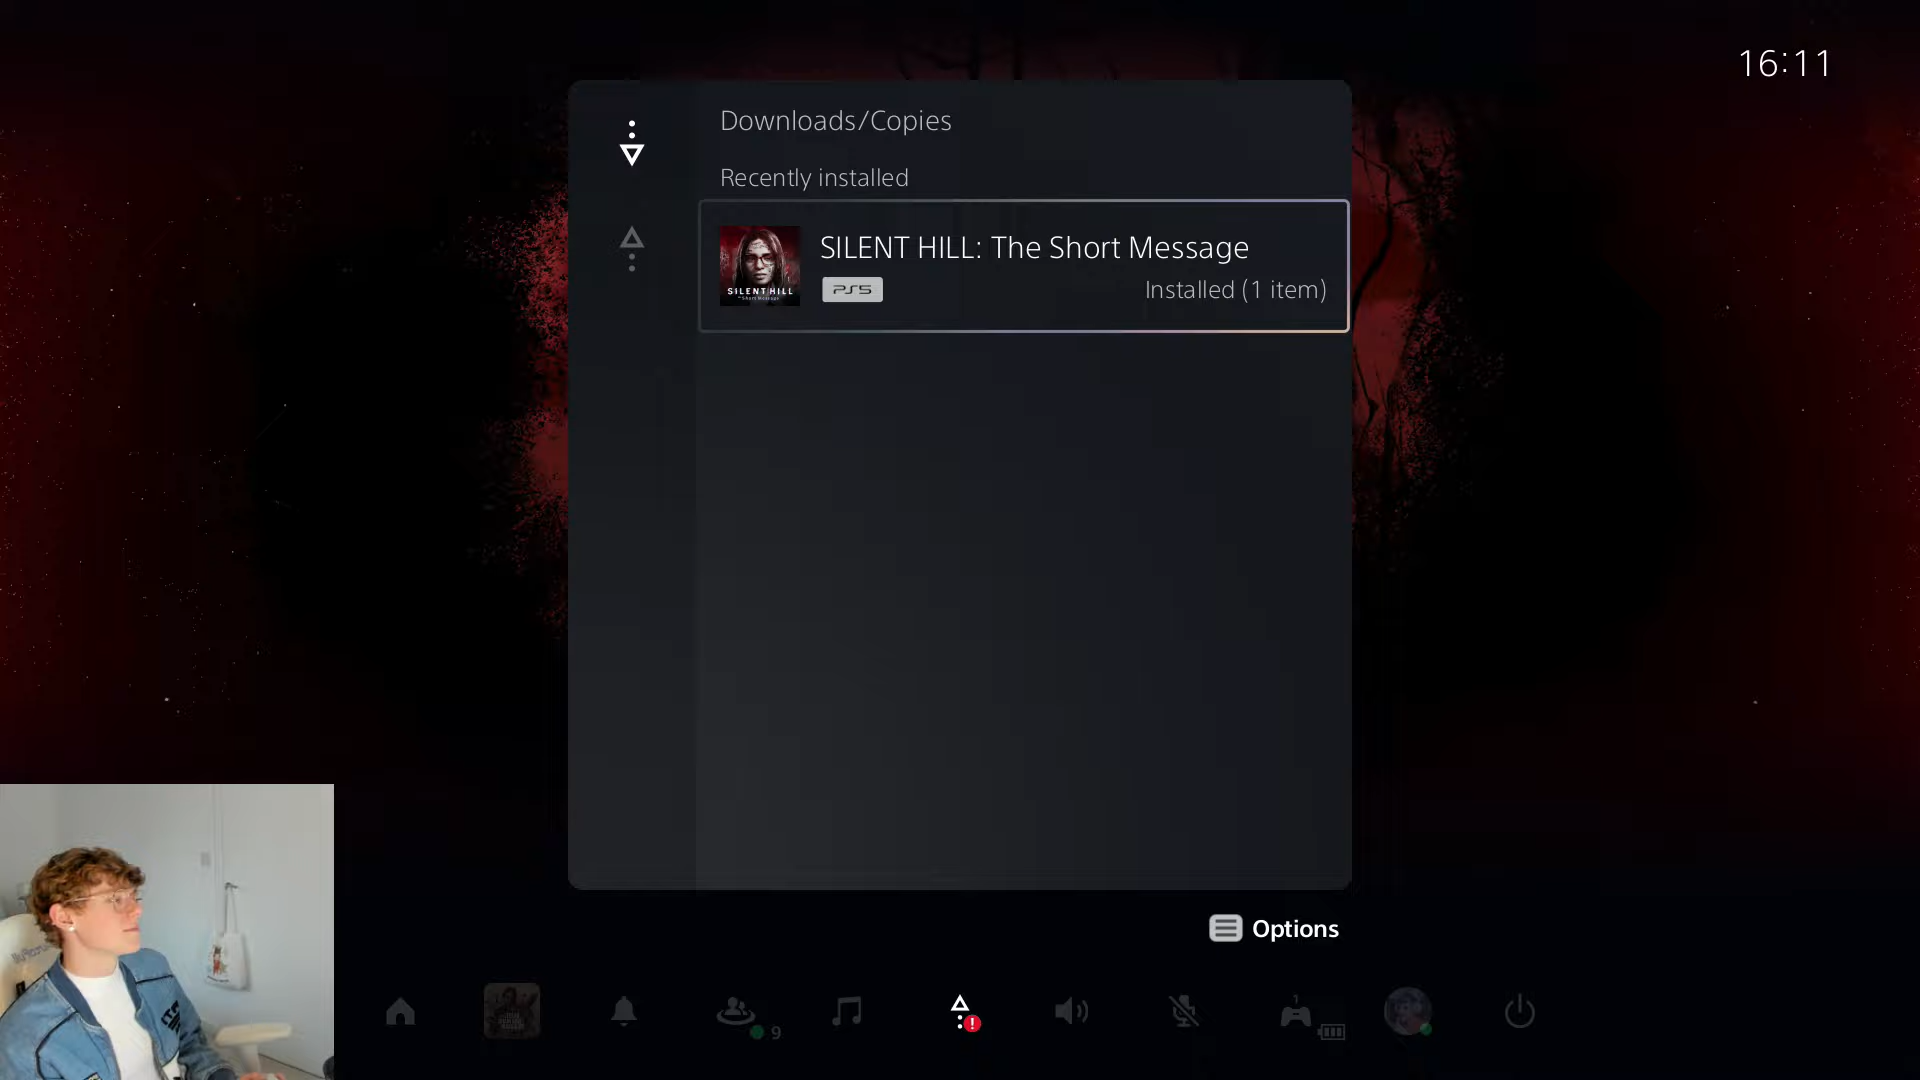 16:11
Downloads/Copies
Recently installed
SILENT HILL: The Short Message
SILENT HILL
PS5
Installed (1 item)
Options
9
1